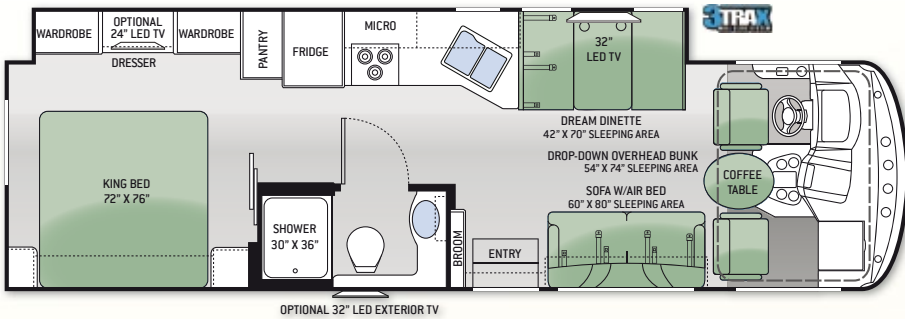 3TRAX
WARDROBE
OPTIONAL
24" LED TV
WARDROBE
DRESSER
PANTRY
FRIDGE
MICRO
32"
LED TV
DREAM DINETTE
42" X 70" SLEEPING AREA
DROP-DOWN OVERHEAD BUNK
54" X 74" SLEEPING AREA
SOFA W/AIR BED
60" X 80" SLEEPING AREA
COFFEE
TABLE
KING BED
72" X 76"
SHOWER
30" X 36"
BROOM
ENTRY
OPTIONAL 32" LED EXTERIOR TV